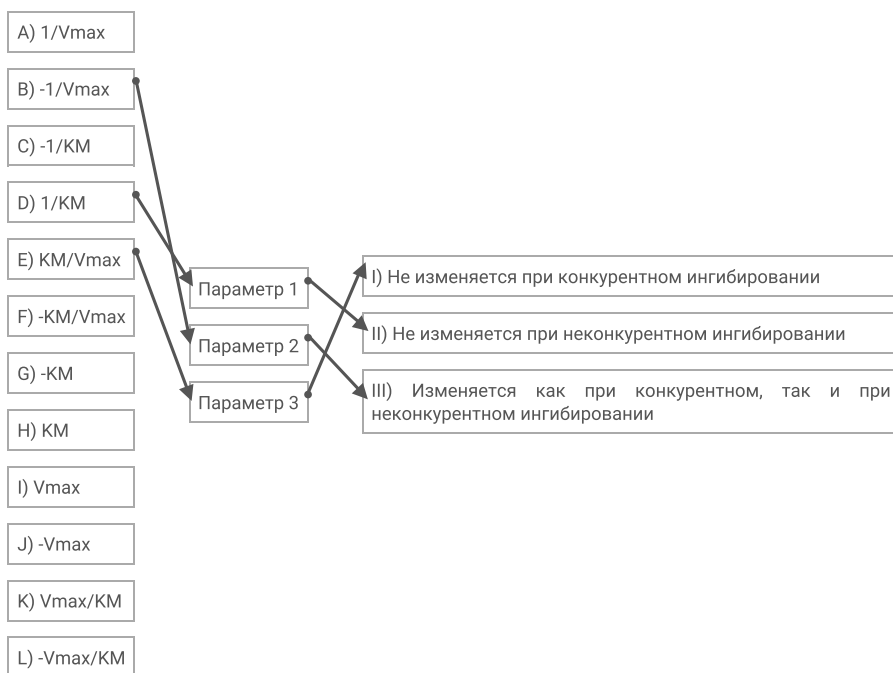 A) 1/Vmax
B) -1/Vmax
C) -1/KM
D) 1/KM
E) KM/Vmax
F) -KM/Vmax
G) -KM
H) KM
I) Vmax
J) -Vmax
K) Vmax/KM
L) -Vmax/KM
Параметр 1
Параметр 2
Параметр 3
I) Не изменяется при конкурентном ингибировании
II) Не изменяется при неконкурентном ингибировании
III) Изменяется как при конкурентном, так и при
неконкурентном ингибировании